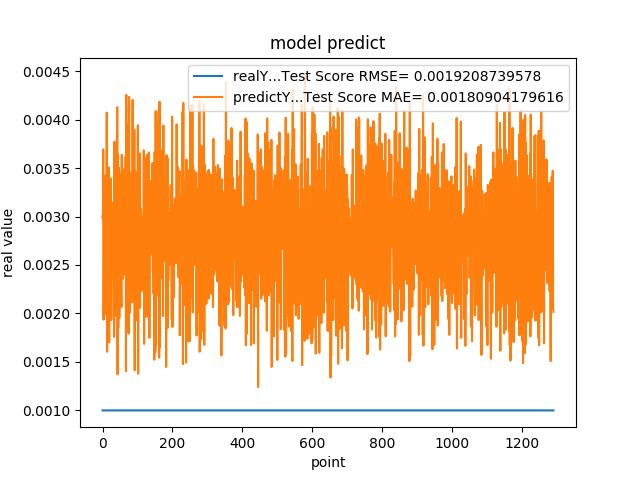 model predict
realY...Test Score RMSE= 0.0019208739578
predictY...Test Score MAE= 0.00180904179616
0.0045
0.0040
0.0035
0.0030
0.0025
0.0020
0.0015
0.0010
real value
0 200 400 600 800 1000 1200
point